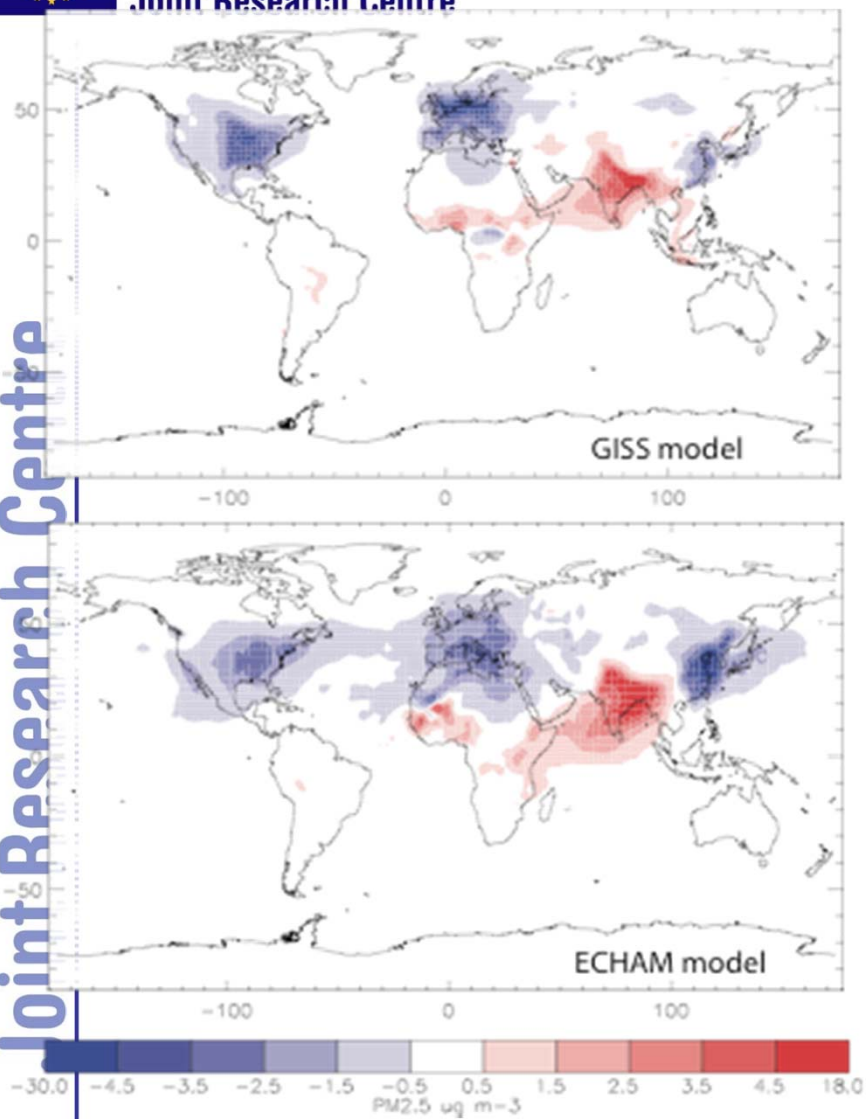 Joint Research Centre
50
0
GISS model
-100 0 100
Joint Research Centre
0
-50
ECHAM model
-100 0 100
-30.0 -4.5 -3.5 -2.5 -1.5 -0.5 0.5 1.5 2.5 3.5 4.5 18.0
PM2.5 ug m-3